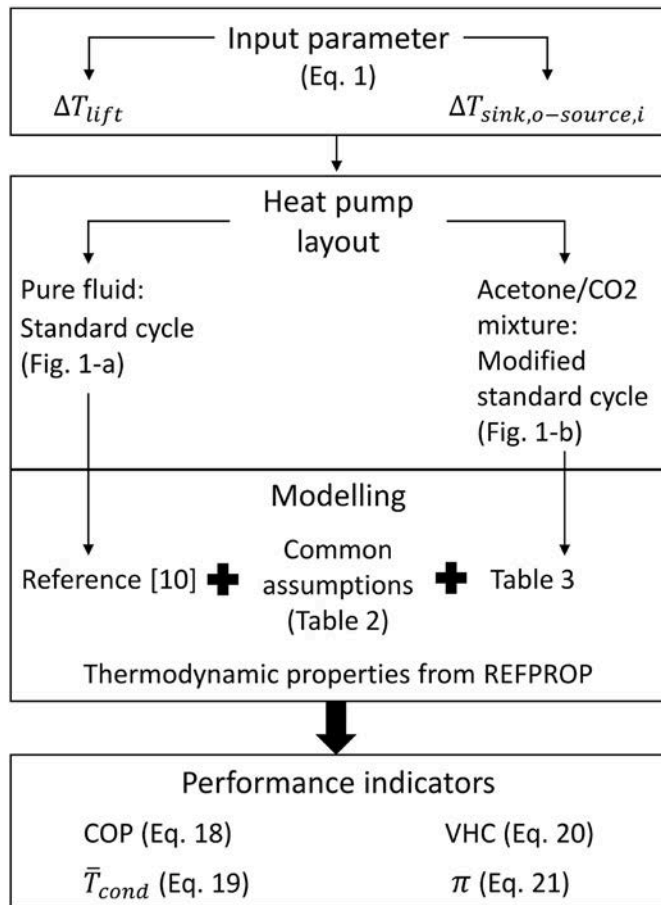 Input parameter
(Eq. 1)
ΔT_lift
ΔT_sink,o−source,i
Heat pump
layout
Pure fluid:
Standard cycle
(Fig. 1-a)
Acetone/CO2
mixture:
Modified
standard cycle
(Fig. 1-b)
Modelling
Reference [10] + Common
assumptions
(Table 2)
+ Table 3
Thermodynamic properties from REFPROP
Performance indicators
COP (Eq. 18)
VHC (Eq. 20)
T̄_cond (Eq. 19)
π (Eq. 21)